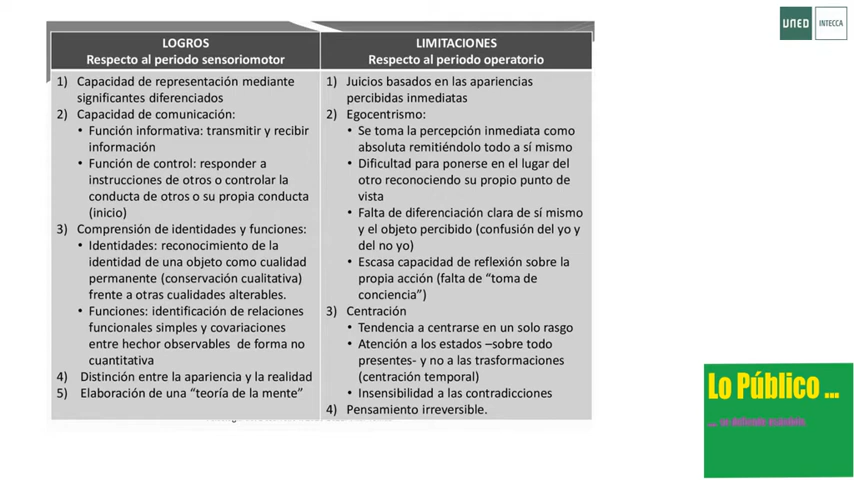 UNED
INTECCA
LOGROS
Respecto al periodo sensoriomotor
1) Capacidad de representación mediante
significantes diferenciados
2) Capacidad de comunicación:
• Función informativa: transmitir y recibir
información
• Función de control: responder a
instrucciones de otros o controlar la
conducta de otros o su propia conducta
(inicio)
3) Comprensión de identidades y funciones:
• Identidades: reconocimiento de la
identidad de una objeto como cualidad
permanente (conservación cualitativa)
frente a otras cualidades alterables.
• Funciones: identificación de relaciones
funcionales simples y covariaciones
entre hechor observables de forma no
cuantitativa
4) Distinción entre la apariencia y la realidad
5) Elaboración de una “teoría de la mente”
LIMITACIONES
Respecto al periodo operatorio
1) Juicios basados en las apariencias
percibidas inmediatas
2) Egocentrismo:
• Se toma la percepción inmediata como
absoluta remitiéndolo todo a sí mismo
• Dificultad para ponerse en el lugar del
otro reconociendo su propio punto de
vista
• Falta de diferenciación clara de sí mismo
y el objeto percibido (confusión del yo y
del no yo)
• Escasa capacidad de reflexión sobre la
propia acción (falta de “toma de
conciencia”)
3) Centración
• Tendencia a centrarse en un solo rasgo
• Atención a los estados –sobre todo
presentes- y no a las trasformaciones
(centración temporal)
• Insensibilidad a las contradicciones
4) Pensamiento irreversible.
Lo Público ...